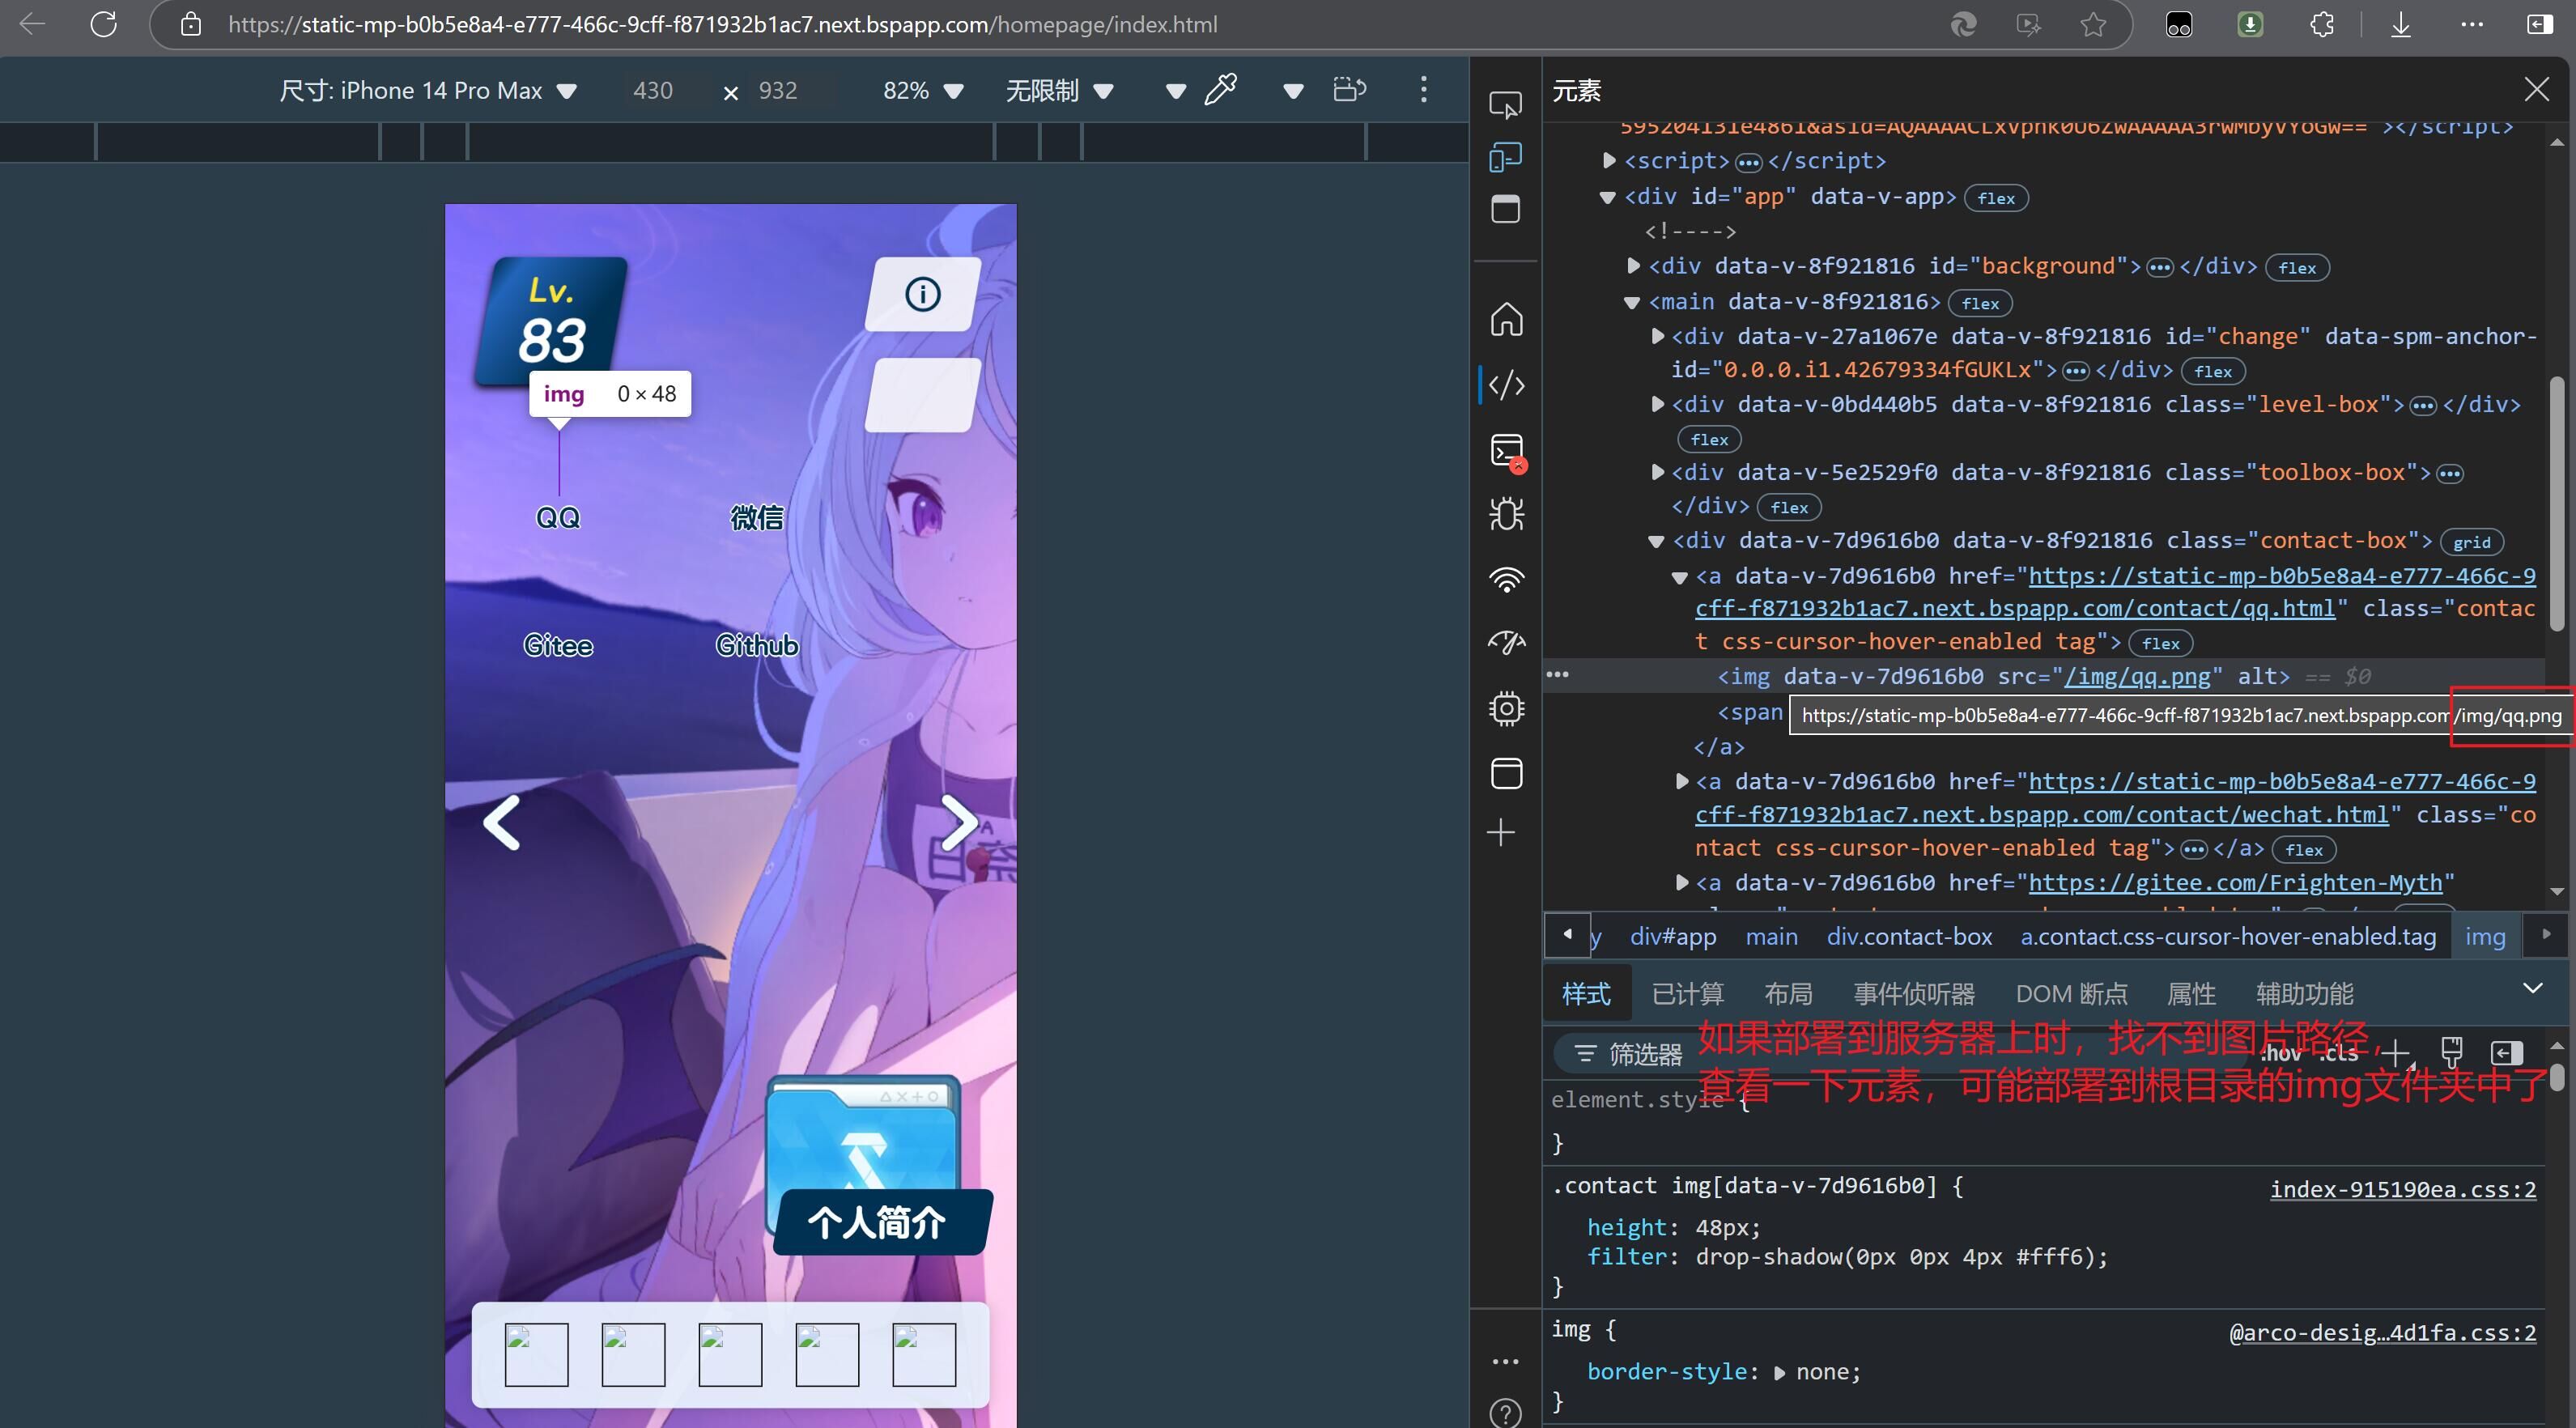 https://static-mp-b0b5e8a4-e777-466c-9cff-f871932b1ac7.next.bspapp.com/homepage/index.html
尺寸: iPhone 14 Pro Max
430 × 932
82%
无限制
Lv.
83
img 0 × 48
QQ
微信
Gitee
Github
个人简介
元素
595204131e4861&asid=AQAAAACLxVpnk0U6ZwAAAAA3rwMbyVYoGw=="></script>
<script>…</script>
<div id="app" data-v-app> flex
<!---->
<div data-v-8f921816 id="background">…</div> flex
<main data-v-8f921816> flex
<div data-v-27a1067e data-v-8f921816 id="change" data-spm-anchor-
id="0.0.0.i1.42679334fGUKLx">…</div> flex
<div data-v-0bd440b5 data-v-8f921816 class="level-box">…</div>
flex
<div data-v-5e2529f0 data-v-8f921816 class="toolbox-box">…
</div> flex
<div data-v-7d9616b0 data-v-8f921816 class="contact-box"> grid
<a data-v-7d9616b0 href="https://static-mp-b0b5e8a4-e777-466c-9
cff-f871932b1ac7.next.bspapp.com/contact/qq.html" class="contac
t css-cursor-hover-enabled tag"> flex
<img data-v-7d9616b0 src="/img/qq.png" alt> == $0
<span
https://static-mp-b0b5e8a4-e777-466c-9cff-f871932b1ac7.next.bspapp.com/img/qq.png
</a>
<a data-v-7d9616b0 href="https://static-mp-b0b5e8a4-e777-466c-9
cff-f871932b1ac7.next.bspapp.com/contact/wechat.html" class="co
ntact css-cursor-hover-enabled tag">…</a> flex
<a data-v-7d9616b0 href="https://gitee.com/Frighten-Myth"
y div#app main div.contact-box a.contact.css-cursor-hover-enabled.tag img
样式 已计算 布局 事件侦听器 DOM 断点 属性 辅助功能
如果部署到服务器上时，找不到图片路径，
查看一下元素，可能部署到根目录的img文件夹中了
筛选器 :hov .cls
element.style {
}
.contact img[data-v-7d9616b0] { index-915190ea.css:2
height: 48px;
filter: drop-shadow(0px 0px 4px #fff6);
}
img { @arco-desig…4d1fa.css:2
border-style: none;
}